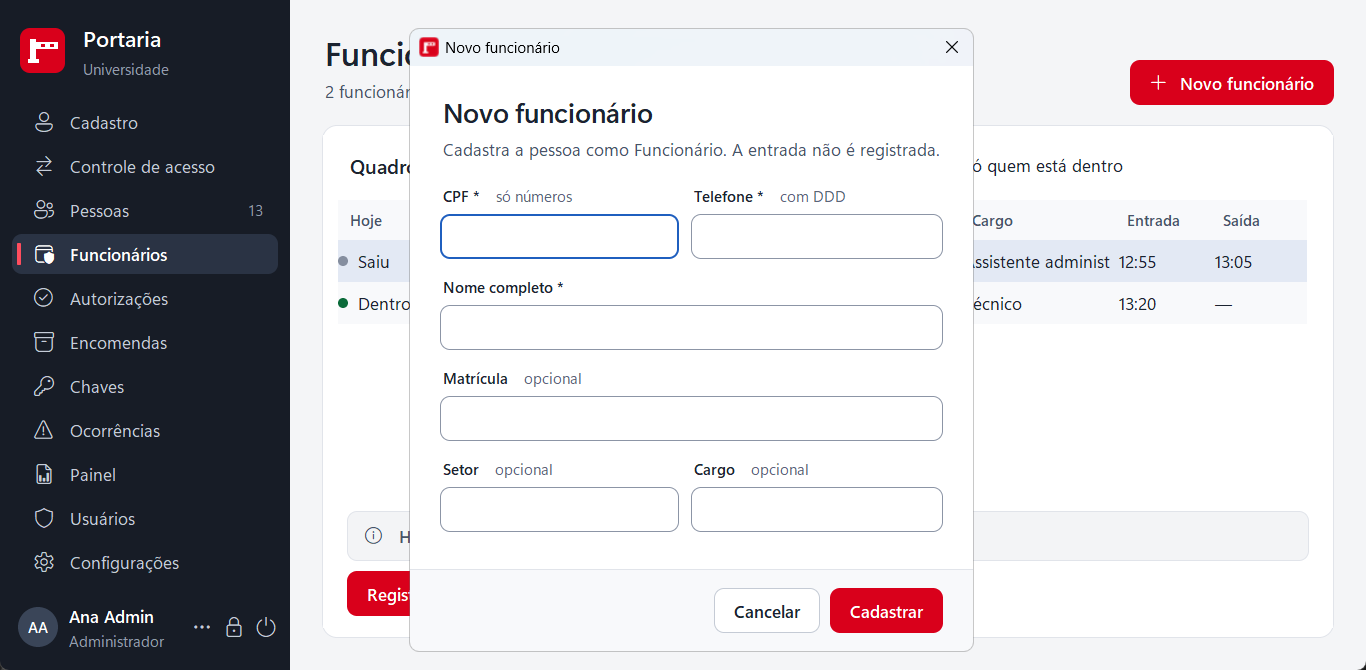 Portaria
Universidade
Cadastro
Controle de acesso
Pessoas 13
Funcionários
Autorizações
Encomendas
Chaves
Ocorrências
Painel
Usuários
Configurações
AA
Ana Admin
Administrador
2
Novo funcionário
Hoje Cargo Entrada Saída
Saiu administ 12:55 13:05
Dentro 13:20 —
quem está dentro
Novo funcionário
Novo funcionário
Cadastra a pessoa como Funcionário. A entrada não é registrada.
CPF * só números Telefone * com DDD
Nome completo *
Matrícula opcional
Setor opcional Cargo opcional
Cancelar Cadastrar